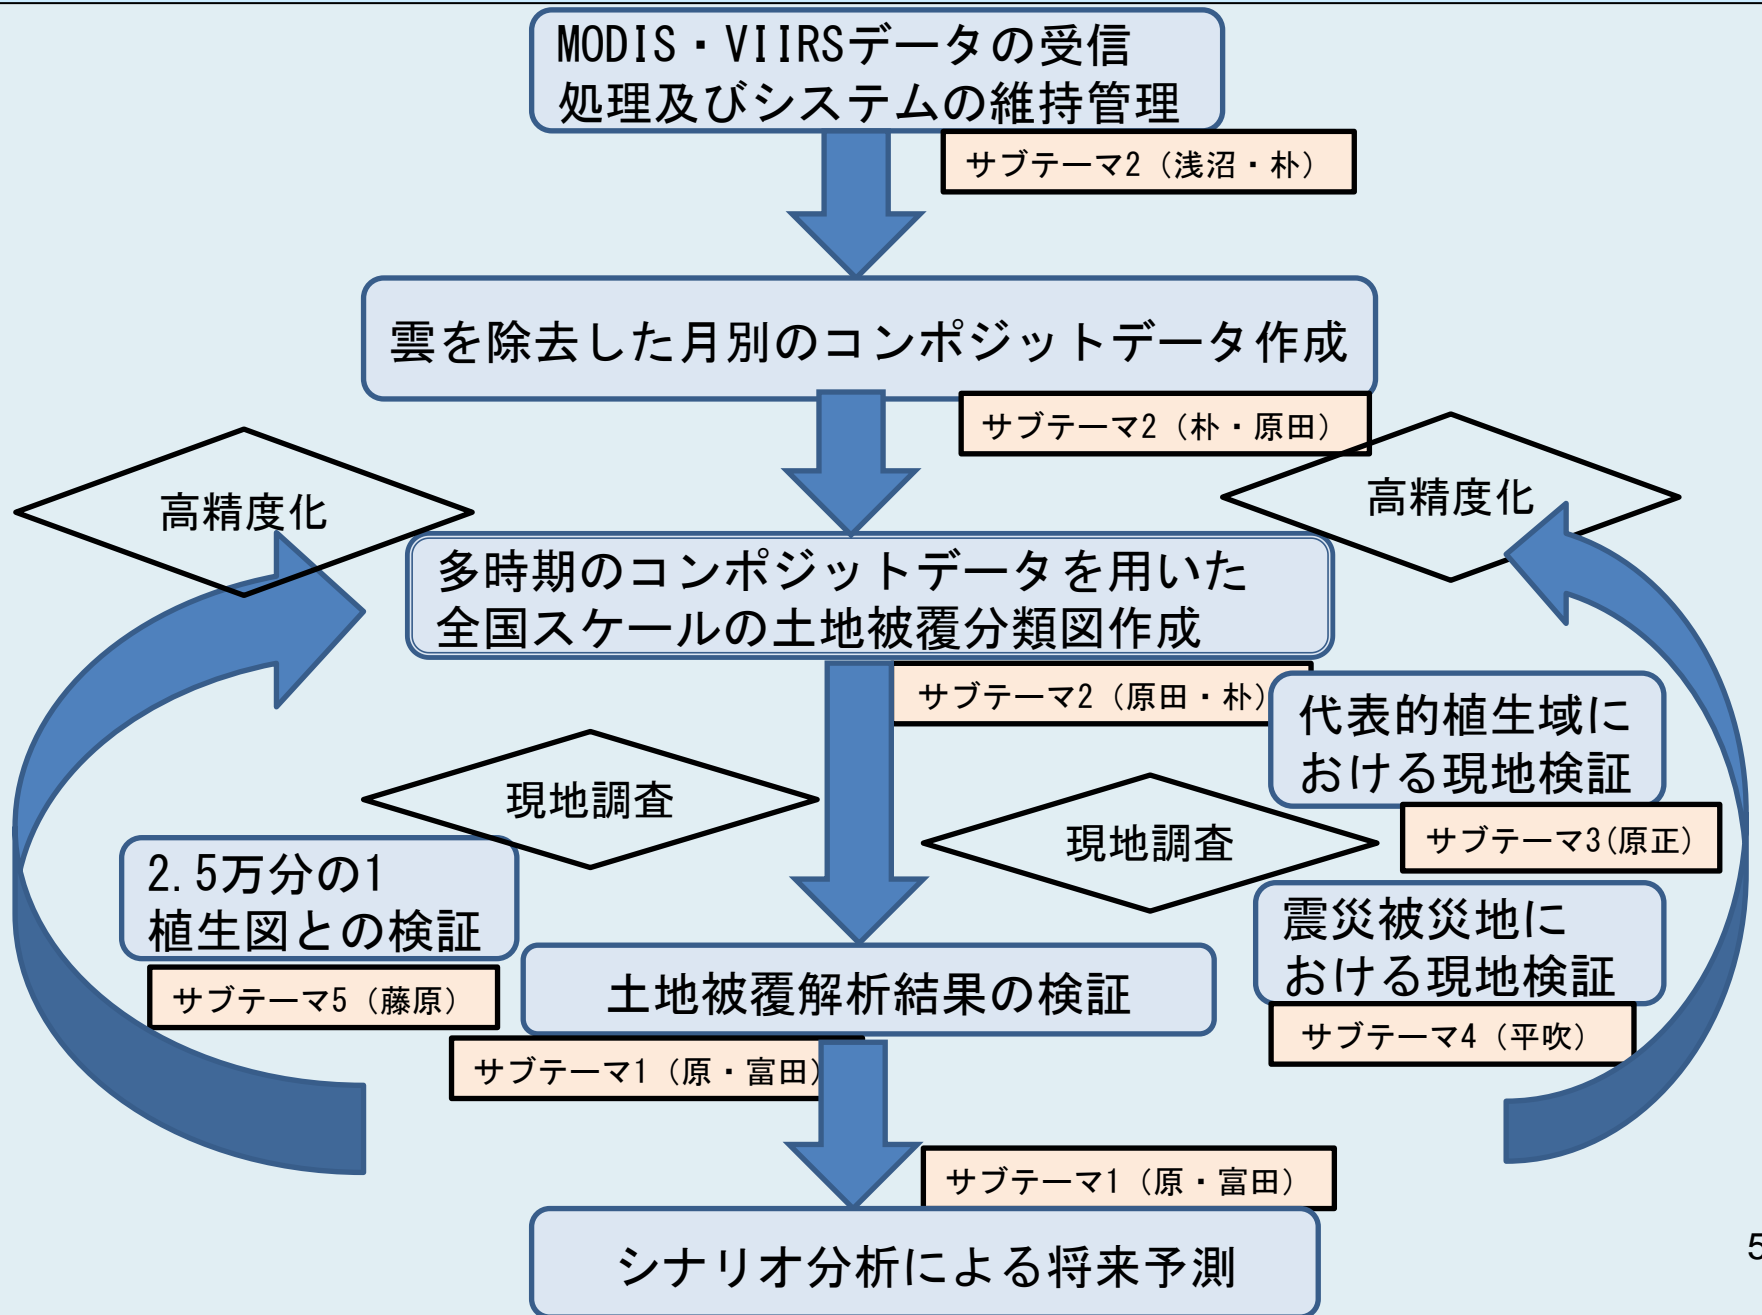 MODIS・VIIRSデータの受信
処理及びシステムの維持管理
サブテーマ2（浅沼・朴）
雲を除去した月別のコンポジットデータ作成
サブテーマ2（朴・原田）
高精度化
高精度化
多時期のコンポジットデータを用いた
全国スケールの土地被覆分類図作成
サブテーマ2（原田・朴）
代表的植生域に
おける現地検証
サブテーマ3(原正)
現地調査
現地調査
2.5万分の1
植生図との検証
サブテーマ5（藤原）
震災被災地に
おける現地検証
サブテーマ4（平吹）
土地被覆解析結果の検証
サブテーマ1（原・富田）
サブテーマ1（原・富田）
シナリオ分析による将来予測
5